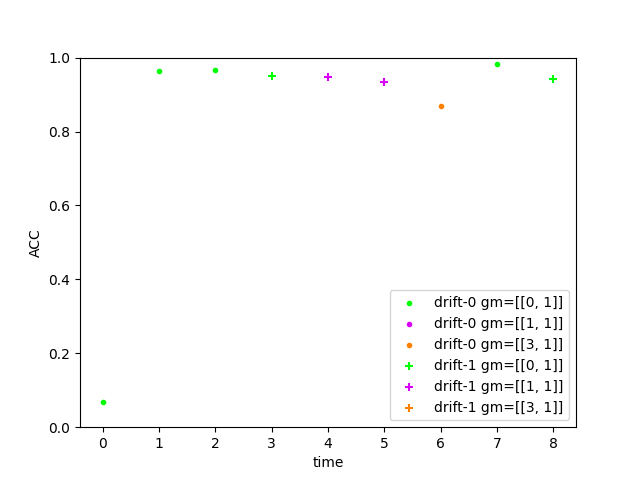 1.0
0.8
0.6
0.4
0.2
0.0
ACC
0 1 2 3 4 5 6 7 8
time
drift-0 gm=[[0, 1]]
drift-0 gm=[[1, 1]]
drift-0 gm=[[3, 1]]
drift-1 gm=[[0, 1]]
drift-1 gm=[[1, 1]]
drift-1 gm=[[3, 1]]